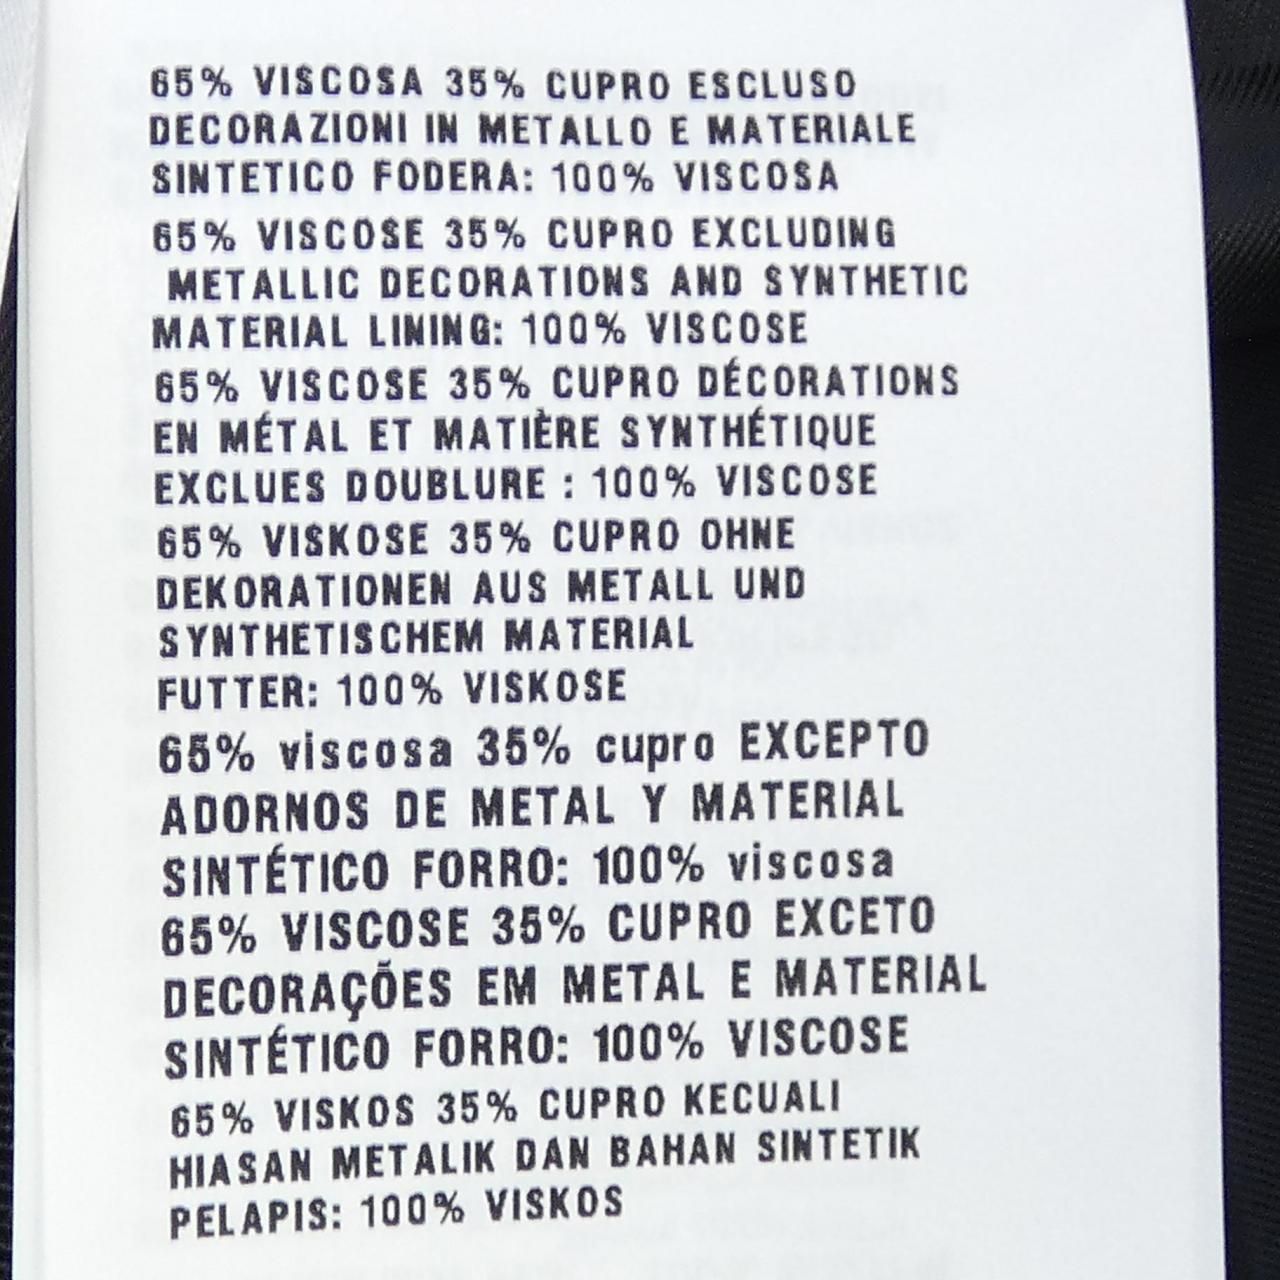 65% VISCOSA 35% CUPRO ESCLUSO
DECORAZIONI IN METALLO E MATERIALE
SINTETICO FODERA: 100% VISCOSA
65% VISCOSE 35% CUPRO EXCLUDING
METALLIC DECORATIONS AND SYNTHETIC
MATERIAL LINING: 100% VISCOSE
65% VISCOSE 35% CUPRO DÉCORATIONS
EN MÉTAL ET MATIÈRE SYNTHÉTIQUE
EXCLUES DOUBLURE : 100% VISCOSE
65% VISKOSE 35% CUPRO OHNE
DEKORATIONEN AUS METALL UND
SYNTHETISCHEM MATERIAL
FUTTER: 100% VISKOSE
65% viscosa 35% cupro EXCEPTO
ADORNOS DE METAL Y MATERIAL
SINTÉTICO FORRO: 100% viscosa
65% VISCOSE 35% CUPRO EXCETO
DECORAÇÕES EM METAL E MATERIAL
SINTÉTICO FORRO: 100% VISCOSE
65% VISKOS 35% CUPRO KECUALI
HIASAN METALIK DAN BAHAN SINTETIK
PELAPIS: 100% VISKOS